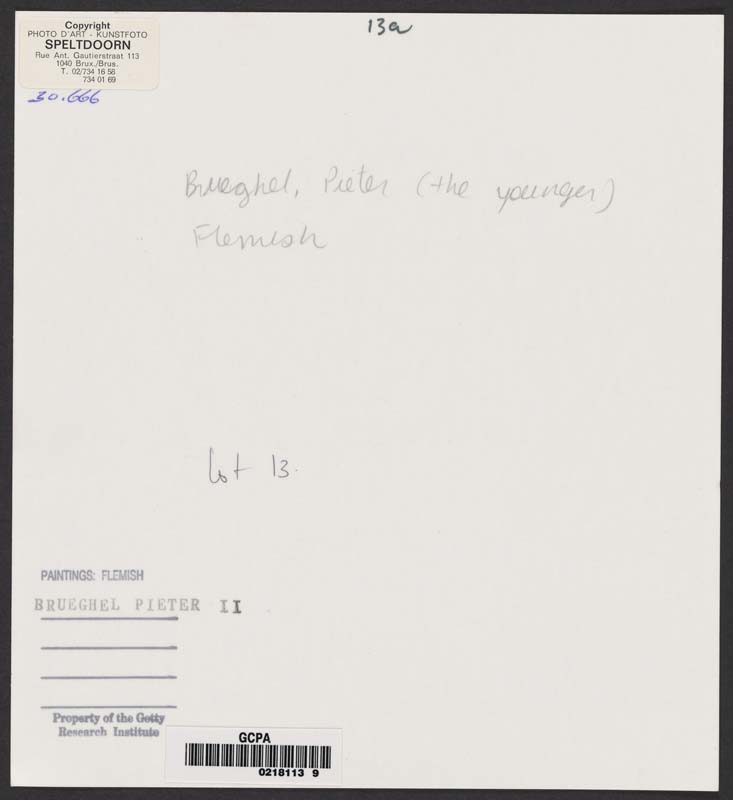 Copyright
PHOTO D'ART - KUNSTFOTO
SPELTDOORN
Rue Ant. Gautierstraat 113
1040 Brux./Brus.
T. 02/734 16 56
734 01 69
30.666
13a
Brueghel, Pieter (the younger)
Flemish
Lot 13.
PAINTINGS: FLEMISH
BRUEGHEL PIETER II
Property of the Getty
Research Institute
GCPA
0218113 9